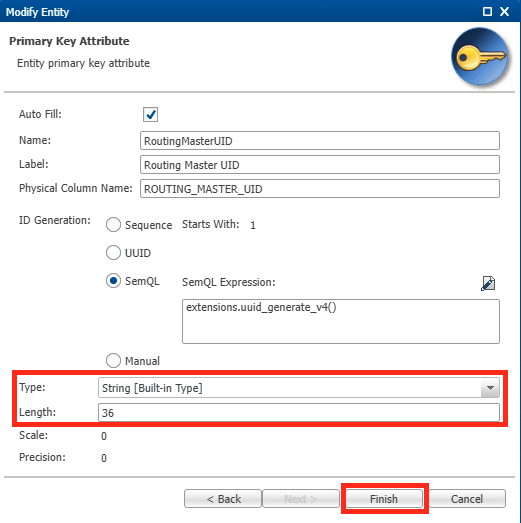 Modify Entity
Primary Key Attribute
Entity primary key attribute
Auto Fill:
Name: RoutingMasterUID
Label: Routing Master UID
Physical Column Name: ROUTING_MASTER_UID
ID Generation: Sequence Starts With: 1
UUID
SemQL SemQL Expression:
extensions.uuid_generate_v4()
Manual
Type: String [Built-in Type]
Length: 36
Scale: 0
Precision: 0
< Back Next > Finish Cancel